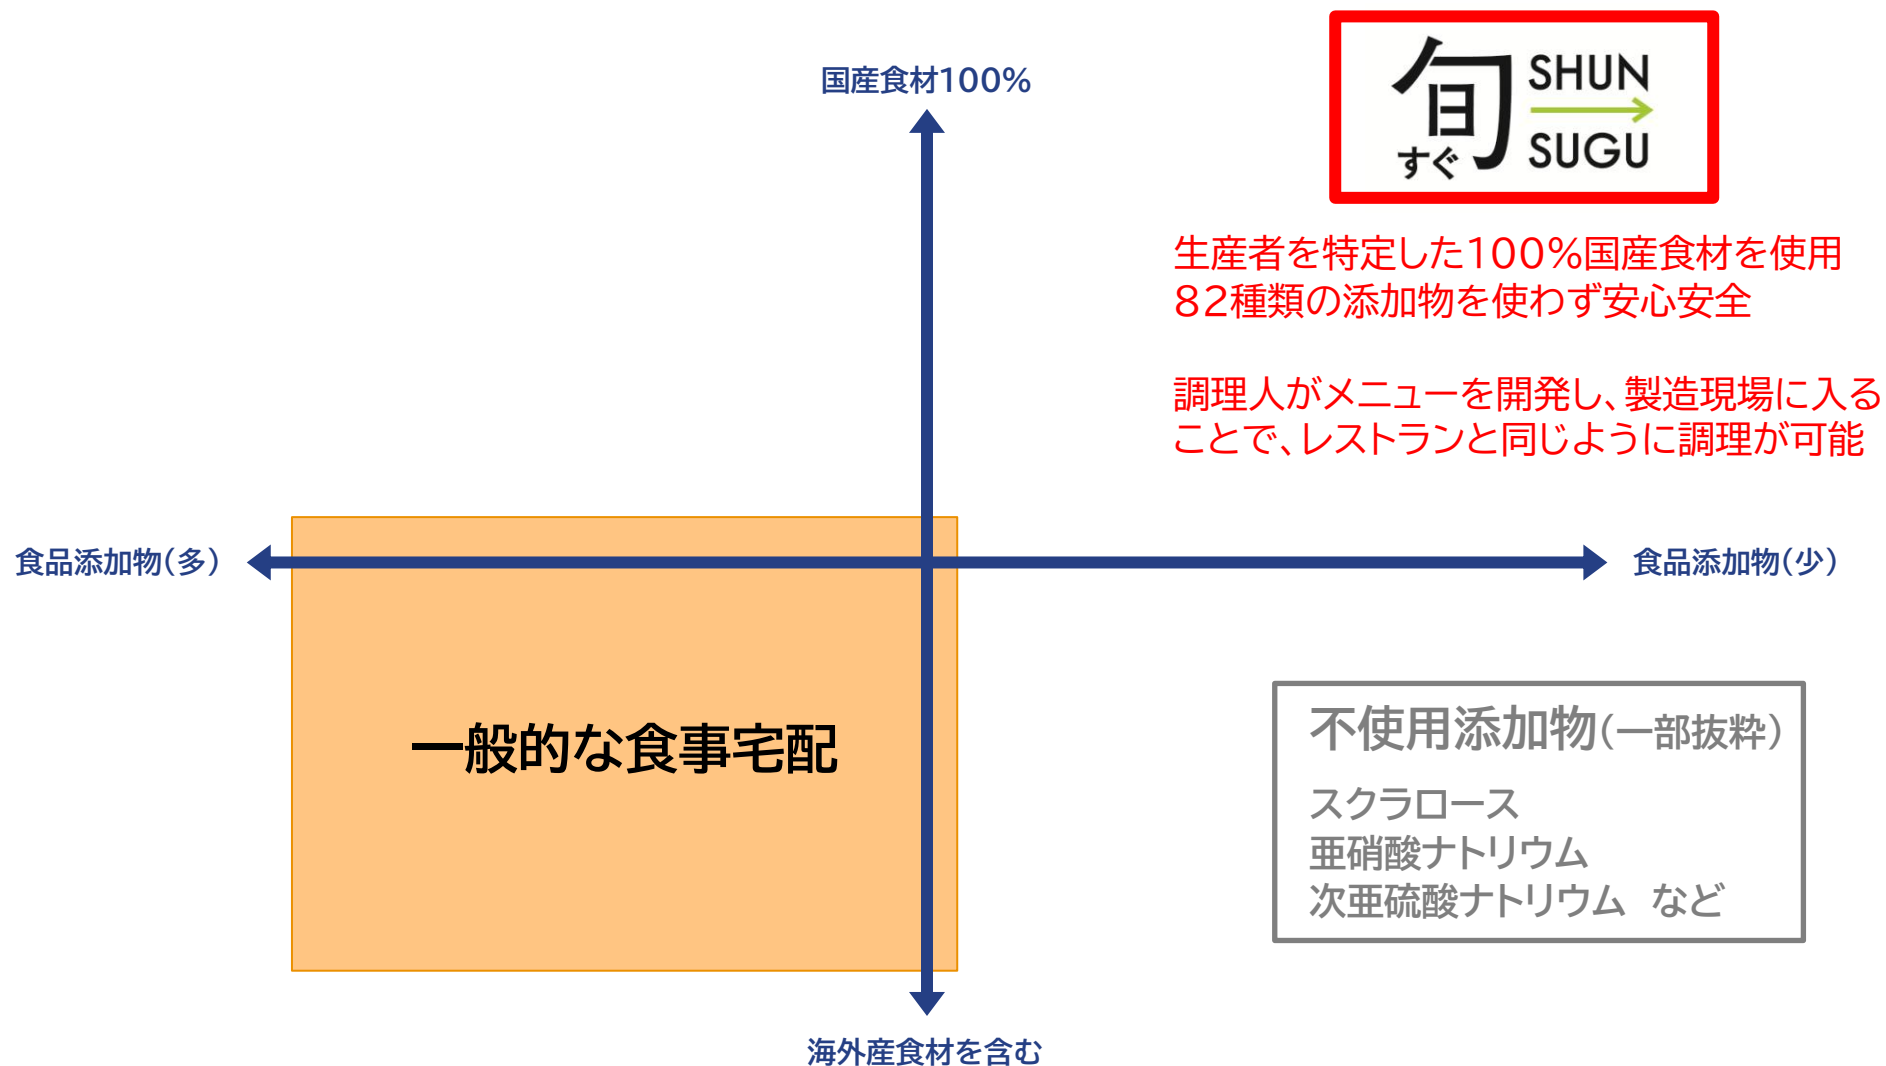 国産食材100%
旬
すぐ
SHUN
SUGU
生産者を特定した100%国産食材を使用
82種類の添加物を使わず安心安全
調理人がメニューを開発し、製造現場に入る
ことで、レストランと同じように調理が可能
食品添加物(多)
食品添加物(少)
一般的な食事宅配
不使用添加物(一部抜粋)
スクラロース
亜硝酸ナトリウム
次亜硫酸ナトリウム など
海外産食材を含む